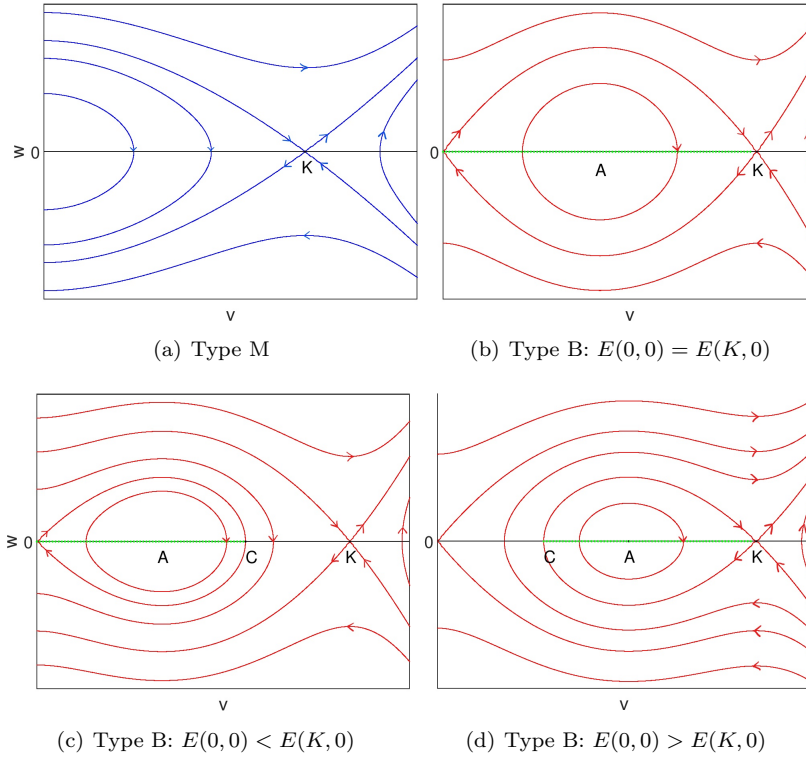 w 0
K
v
(a) Type M
0
A
K
v
(b) Type B: E(0,0) = E(K,0)
w 0
A
C
K
v
(c) Type B: E(0,0) < E(K,0)
0
C
A
K
v
(d) Type B: E(0,0) > E(K,0)